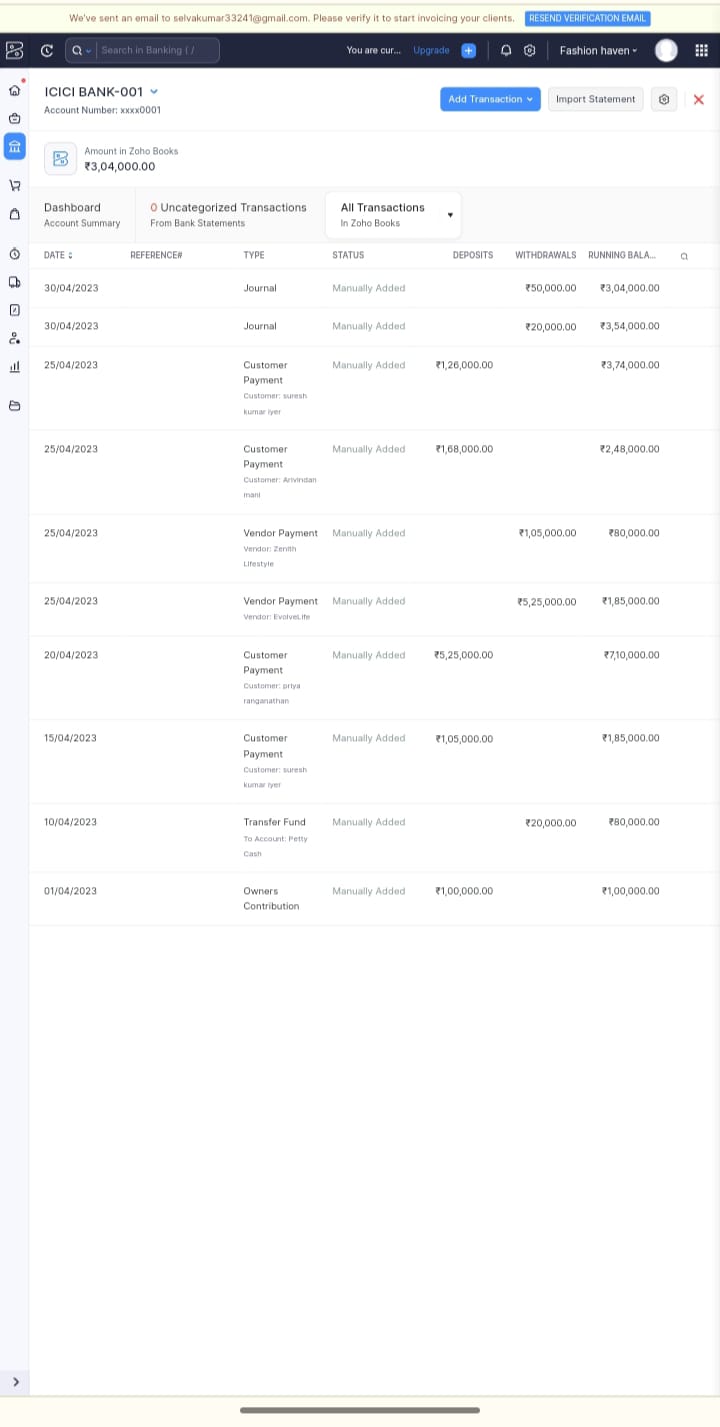 We've sent an email to selvakumar33241@gmail.com. Please verify it to start invoicing your clients. RESEND VERIFICATION EMAIL
Search in Banking ( / You are cur... Upgrade Fashion haven
ICICI BANK-001
Account Number: xxxx0001
Add Transaction Import Statement
Amount in Zoho Books
₹3,04,000.00
Dashboard 0 Uncategorized Transactions All Transactions
Account Summary From Bank Statements In Zoho Books
DATE REFERENCE# TYPE STATUS DEPOSITS WITHDRAWALS RUNNING BALA...
30/04/2023 Journal Manually Added ₹50,000.00 ₹3,04,000.00
30/04/2023 Journal Manually Added ₹20,000.00 ₹3,54,000.00
25/04/2023 Customer Manually Added ₹1,26,000.00 ₹3,74,000.00
Payment
Customer: suresh
kumar iyer
25/04/2023 Customer Manually Added ₹1,68,000.00 ₹2,48,000.00
Payment
Customer: Arivindan
mani
25/04/2023 Vendor Payment Manually Added ₹1,05,000.00 ₹80,000.00
Vendor: Zenith
Lifestyle
25/04/2023 Vendor Payment Manually Added ₹5,25,000.00 ₹1,85,000.00
Vendor: EvolveLife
20/04/2023 Customer Manually Added ₹5,25,000.00 ₹7,10,000.00
Payment
Customer: priya
ranganathan
15/04/2023 Customer Manually Added ₹1,05,000.00 ₹1,85,000.00
Payment
Customer: suresh
kumar iyer
10/04/2023 Transfer Fund Manually Added ₹20,000.00 ₹80,000.00
To Account: Petty
Cash
01/04/2023 Owners Manually Added ₹1,00,000.00 ₹1,00,000.00
Contribution